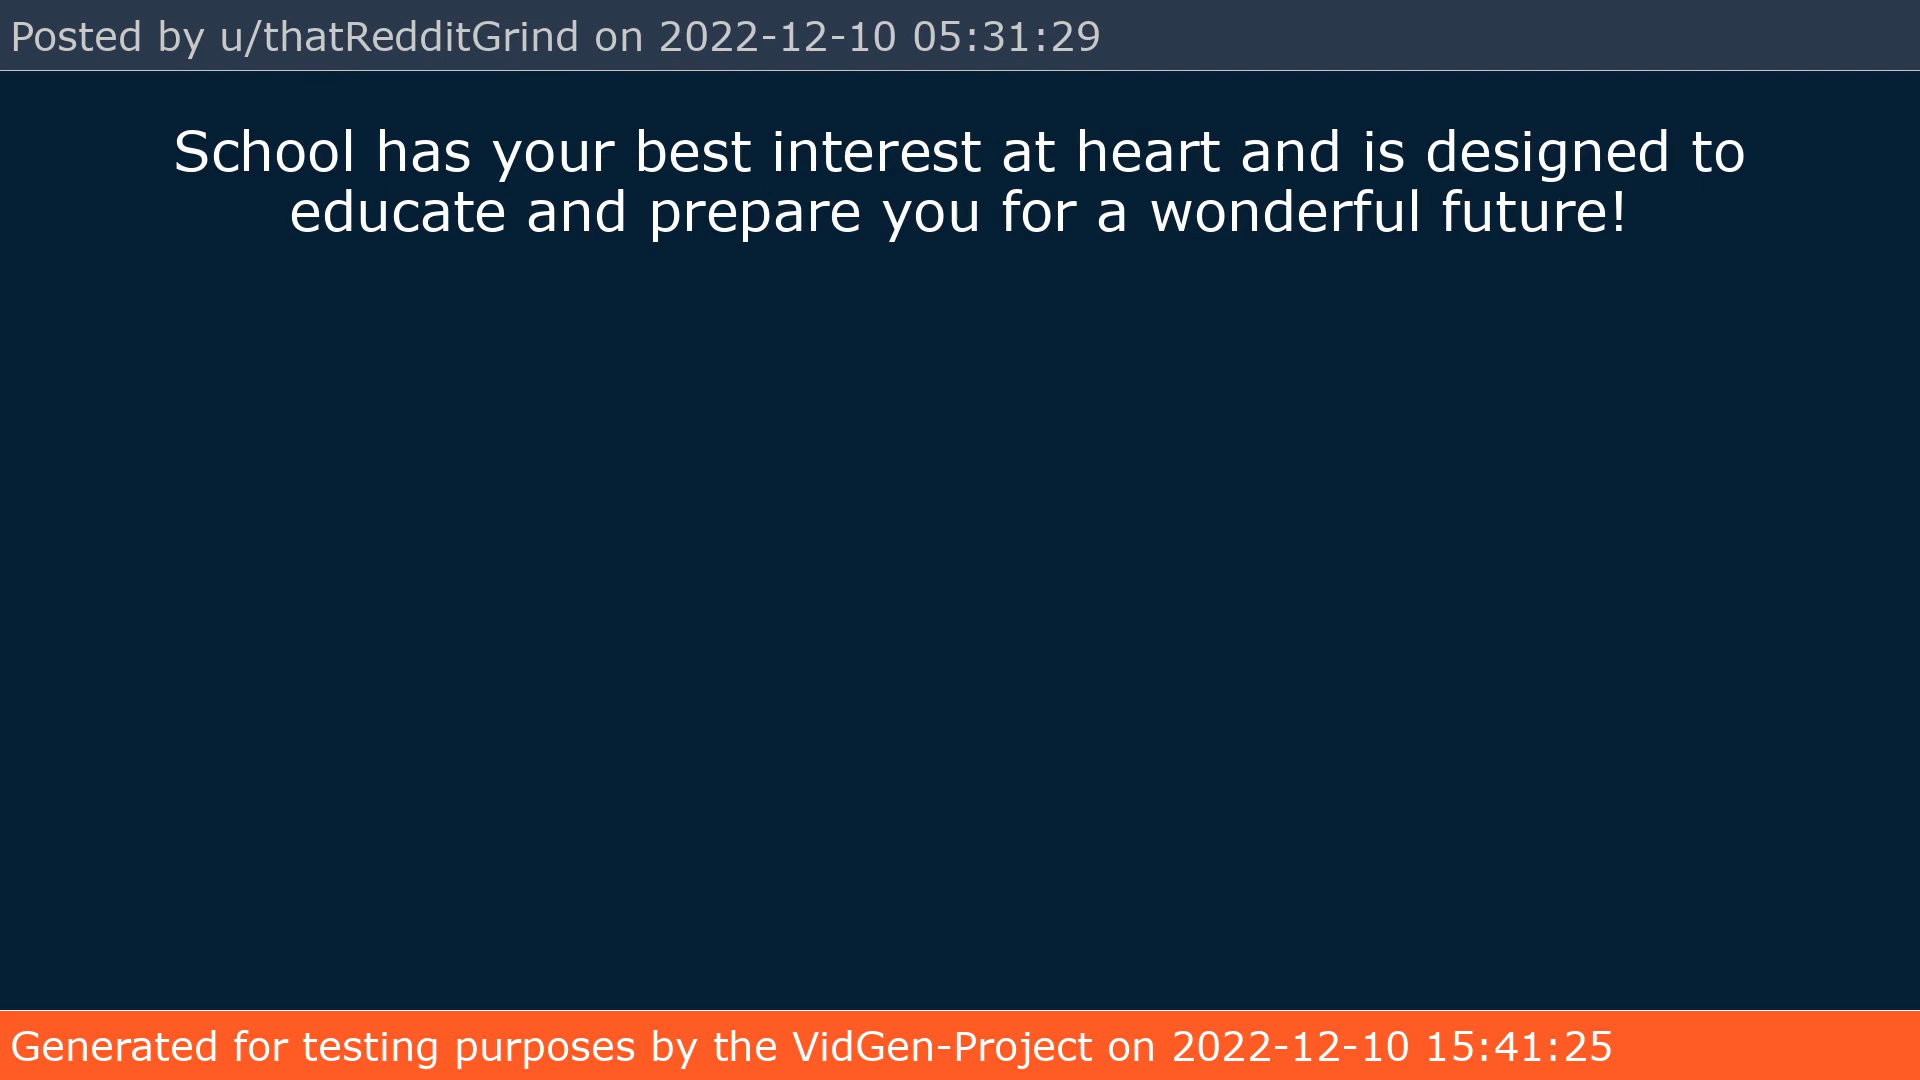 Posted by u/thatRedditGrind on 2022-12-10 05:31:29
School has your best interest at heart and is designed to
educate and prepare you for a wonderful future!
Generated for testing purposes by the VidGen-Project on 2022-12-10 15:41:25